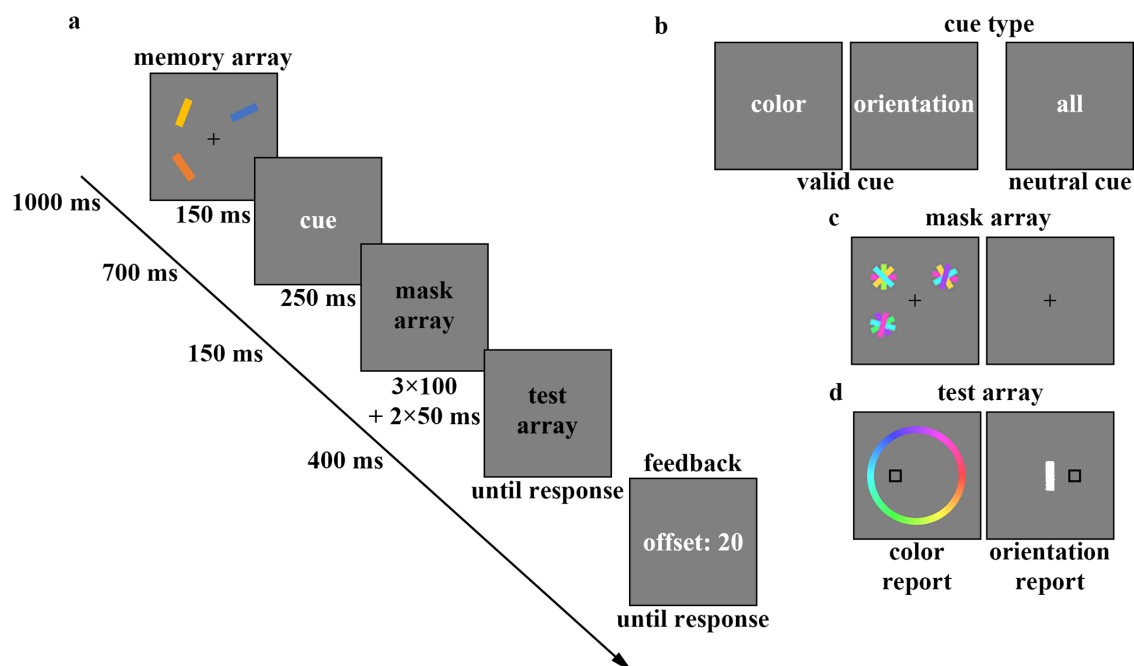 a
memory array
1000 ms
150 ms
cue
700 ms
250 ms
mask
array
150 ms
3×100
+ 2×50 ms
test
array
400 ms
until response
feedback
offset: 20
until response
b
cue type
color
orientation
all
valid cue
neutral cue
c
mask array
d
test array
color
report
orientation
report